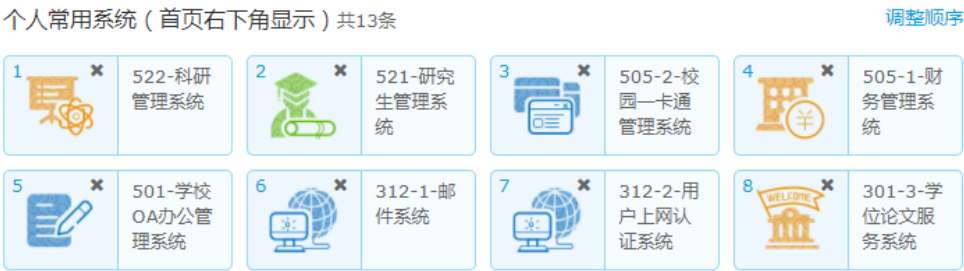 个人常用系统（首页右下角显示）共13条
调整顺序
1
522-科研
管理系统
2
521-研究
生管理系
统
3
505-2-校
园一卡通
管理系统
4
505-1-财
务管理系
统
¥
5
501-学校
OA办公管
理系统
6
312-1-邮
件系统
7
312-2-用
户上网认
证系统
8
WELCOME
301-3-学
位论文服
务系统